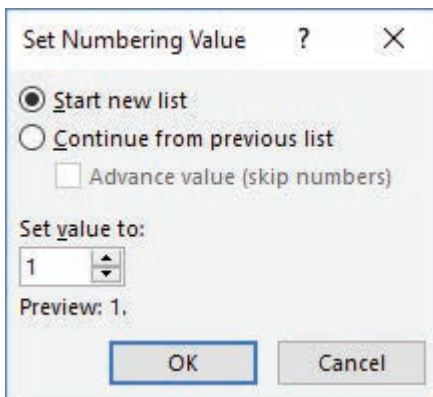 Set Numbering Value ?
Start new list
Continue from previous list
Advance value (skip numbers)
Set value to:
1
Preview: 1.
OK Cancel